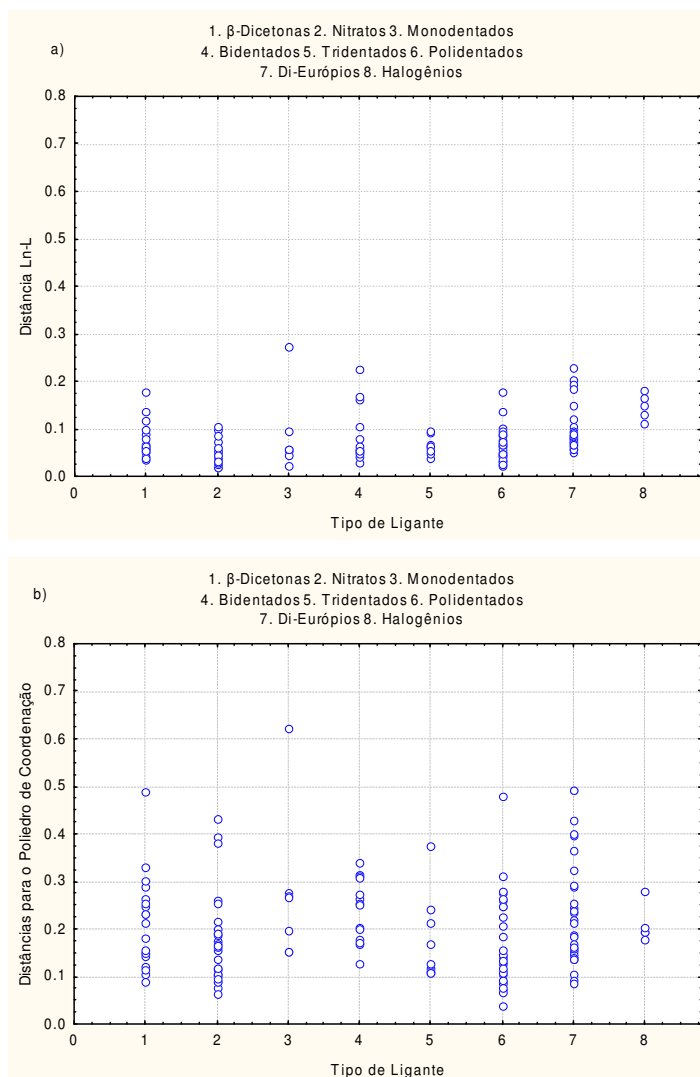 1. β-Dicetonas 2. Nitratos 3. Monodentados
a)
4. Bidentados 5. Tridentados 6. Polidentados
7. Di-Európios 8. Halogênios
0.8
0.7
0.6
0.5
0.4
0.3
0.2
0.1
0.0
Distância Ln-L
0 1 2 3 4 5 6 7 8
Tipo de Ligante
1. β-Dicetonas 2. Nitratos 3. Monodentados
b)
4. Bidentados 5. Tridentados 6. Polidentados
7. Di-Európios 8. Halogênios
0.8
0.7
0.6
0.5
0.4
0.3
0.2
0.1
0.0
Distâncias para o Poliedro de Coordenação
0 1 2 3 4 5 6 7 8
Tipo de Ligante